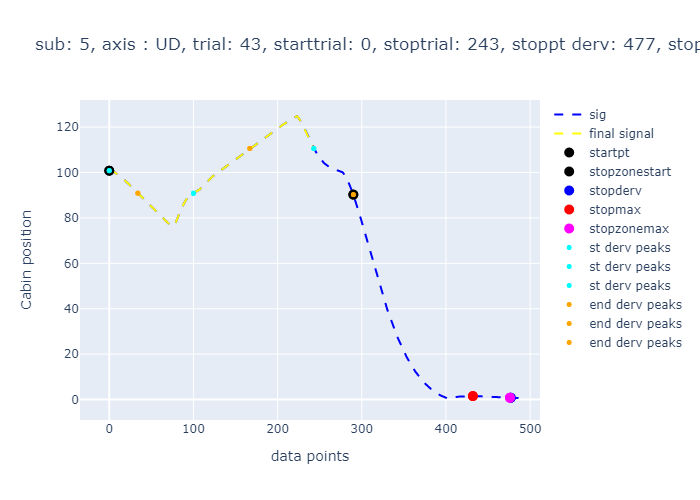 sub: 5, axis : UD, trial: 43, starttrial: 0, stoptrial: 243, stoppt derv: 477, stop
sig
final signal
startpt
stopzonestart
stopderv
stopmax
stopzonemax
st derv peaks
st derv peaks
st derv peaks
end derv peaks
end derv peaks
end derv peaks
120
100
80
60
40
20
0
Cabin position
0 100 200 300 400 500
data points